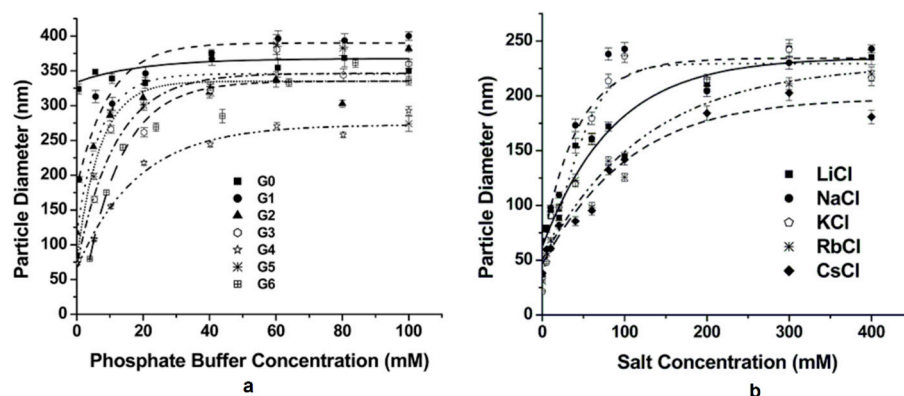 Particle Diameter (nm)
450
400
350
300
250
200
150
100
50
0
0 20 40 60 80 100
G0
G1
G2
G3
G4
G5
G6
Phosphate Buffer Concentration (mM)
a
Particle Diameter (nm)
250
200
150
100
50
0
0 100 200 300 400
LiCl
NaCl
KCl
RbCl
CsCl
Salt Concentration (mM)
b